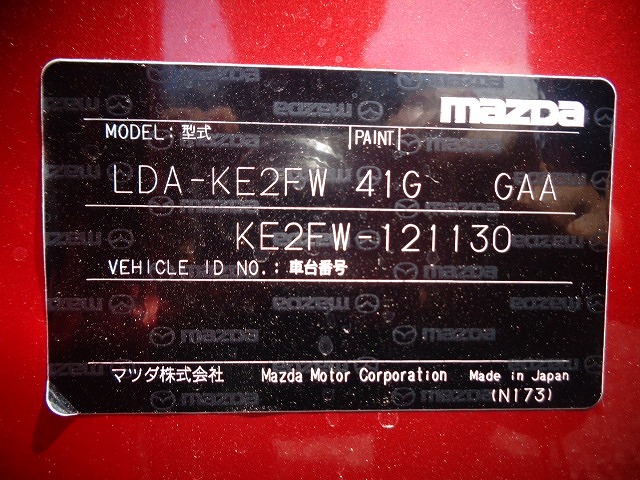 mazda
MODEL: 型式 PAINT
LDA-KE2FW 41G GAA
KE2FW-121130
VEHICLE ID NO.: 車台番号
マツダ株式会社 Mazda Motor Corporation Made in Japan
(N173)